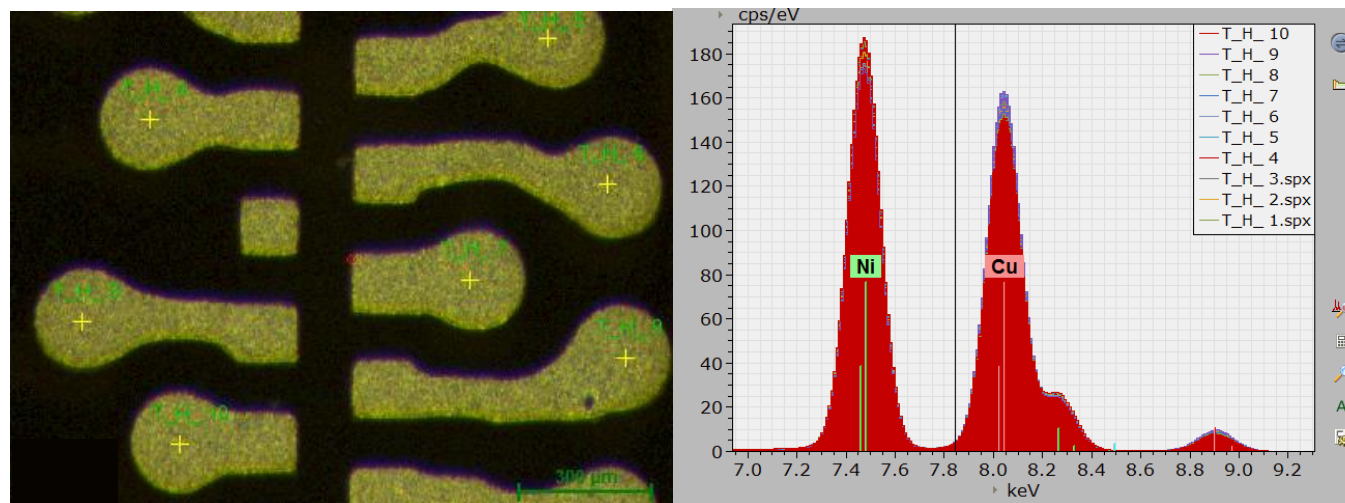 T_H_5
T_H_4
T_H_6
T_H_7
T_H_8
T_H_9
T_H_10
300 µm
cps/eV
180
160
140
120
100
80
60
40
20
0
Ni
Cu
T_H_ 10
T_H_ 9
T_H_ 8
T_H_ 7
T_H_ 6
T_H_ 5
T_H_ 4
T_H_ 3.spx
T_H_ 2.spx
T_H_ 1.spx
7.0 7.2 7.4 7.6 7.8 8.0 8.2 8.4 8.6 8.8 9.0 9.2
keV
A